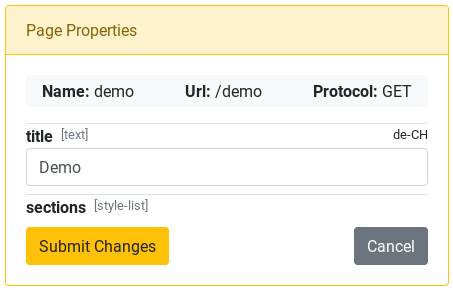 Page Properties
Name: demo Url: /demo Protocol: GET
title [text] de-CH
Demo
sections [style-list]
Submit Changes Cancel